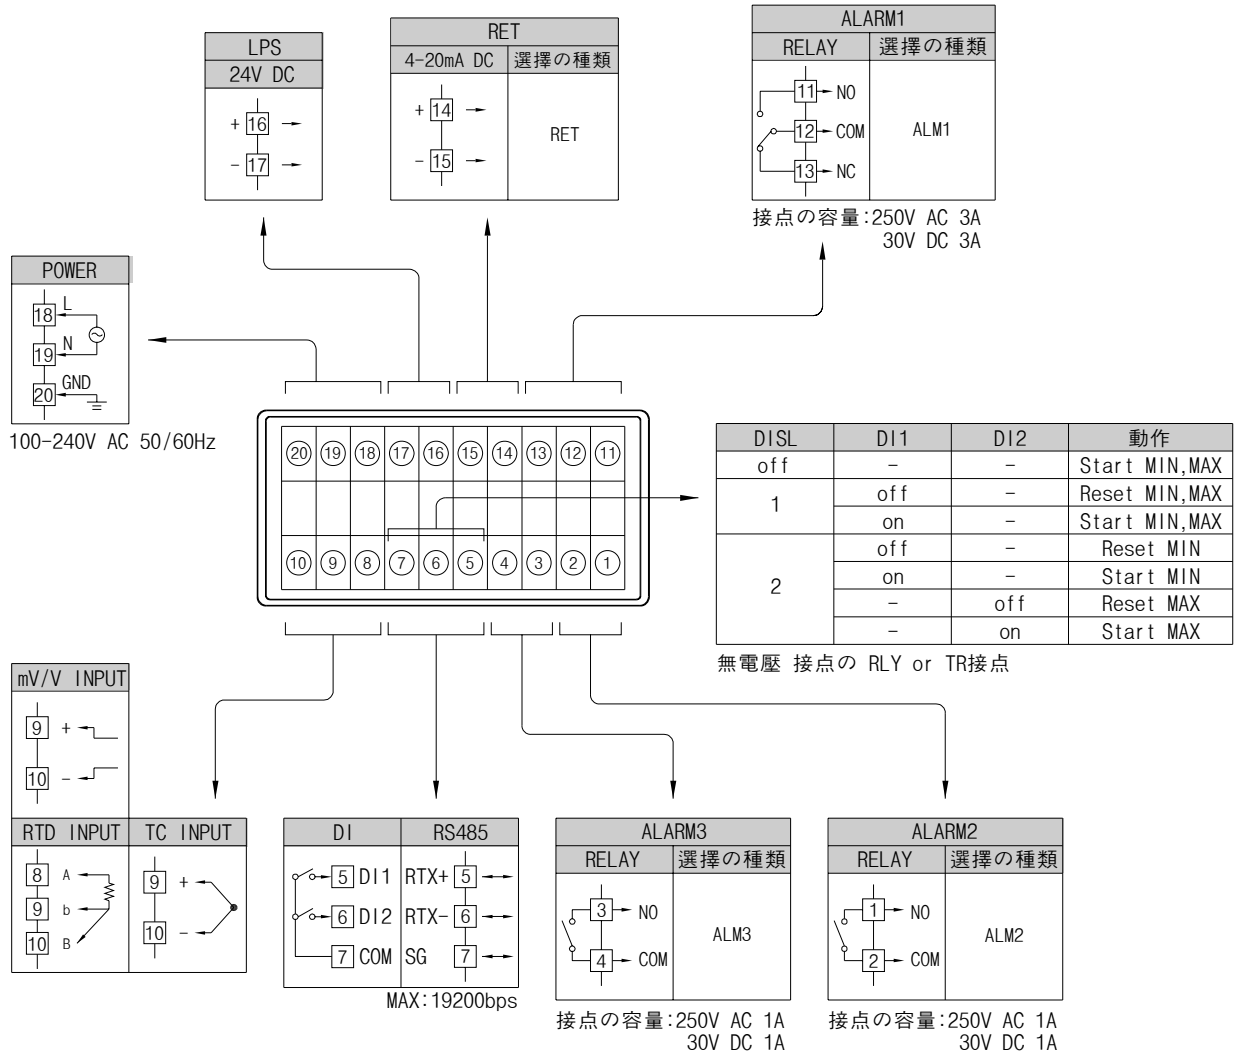 LPS
24V DC
+ 16
- 17
RET
4-20mA DC 選擇の種類
+ 14
- 15
RET
ALARM1
RELAY 選擇の種類
11 NO
12 COM
13 NC
ALM1
接点の容量:250V AC 3A
30V DC 3A
POWER
18 L
19 N
20 GND
100-240V AC 50/60Hz
20 19 18 17 16 15 14 13 12 11
10 9 8 7 6 5 4 3 2 1
DISL DI1 DI2 動作
off - - Start MIN,MAX
1 off - Reset MIN,MAX
on - Start MIN,MAX
2 off - Reset MIN
on - Start MIN
- off Reset MAX
- on Start MAX
無電壓 接点の RLY or TR接点
mV/V INPUT
9 +
10 -
RTD INPUT
8 A
9 b
10 B
TC INPUT
9 +
10 -
DI
5 DI1
6 DI2
7 COM
RS485
RTX+ 5
RTX- 6
SG 7
MAX:19200bps
ALARM3
RELAY 選擇の種類
3 NO
4 COM
ALM3
接点の容量:250V AC 1A
30V DC 1A
ALARM2
RELAY 選擇の種類
1 NO
2 COM
ALM2
接点の容量:250V AC 1A
30V DC 1A